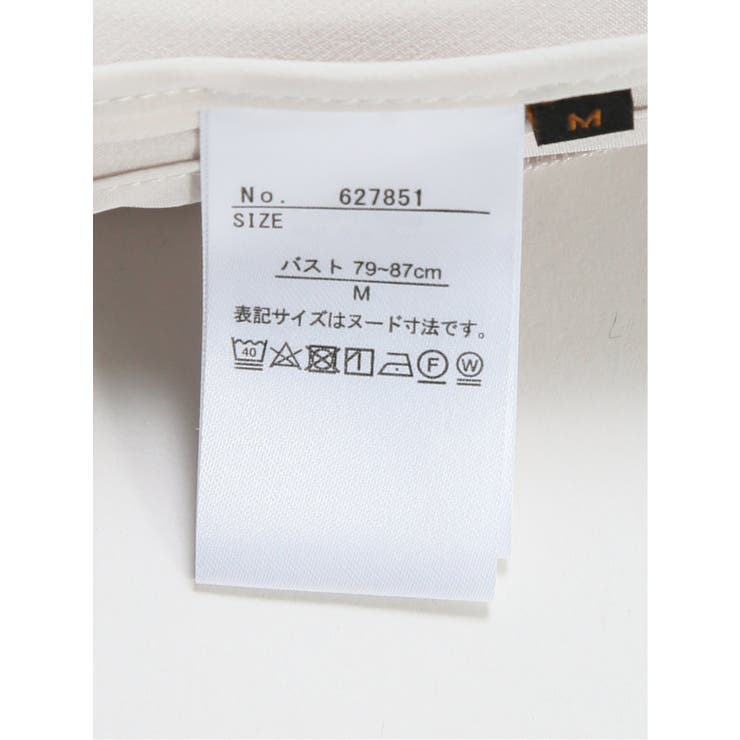 M
No. 627851
SIZE
バスト 79~87cm
M
表記サイズはヌード寸法です。
40 F W